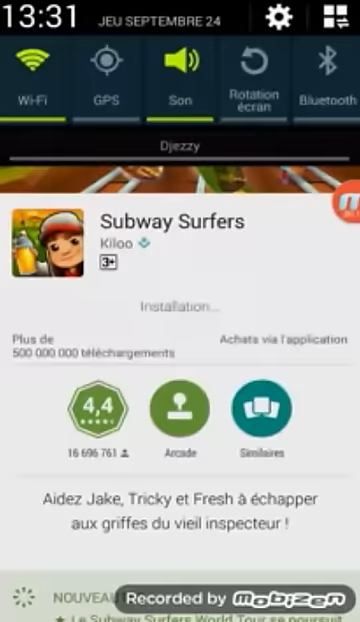 13:31 JEU SEPTEMBRE 24
Wi-Fi GPS Son Rotation écran Bluetooth
Djezzy
Subway Surfers
Kiloo
3+
Installation...
Plus de
500 000 000 téléchargements
Achats via l'application
4,4
16 696 761 Arcade Similaires
Aidez Jake, Tricky et Fresh à échapper
aux griffes du vieil inspecteur !
Recorded by mobizen
★ Le Subway Surfers World Tour se poursuit